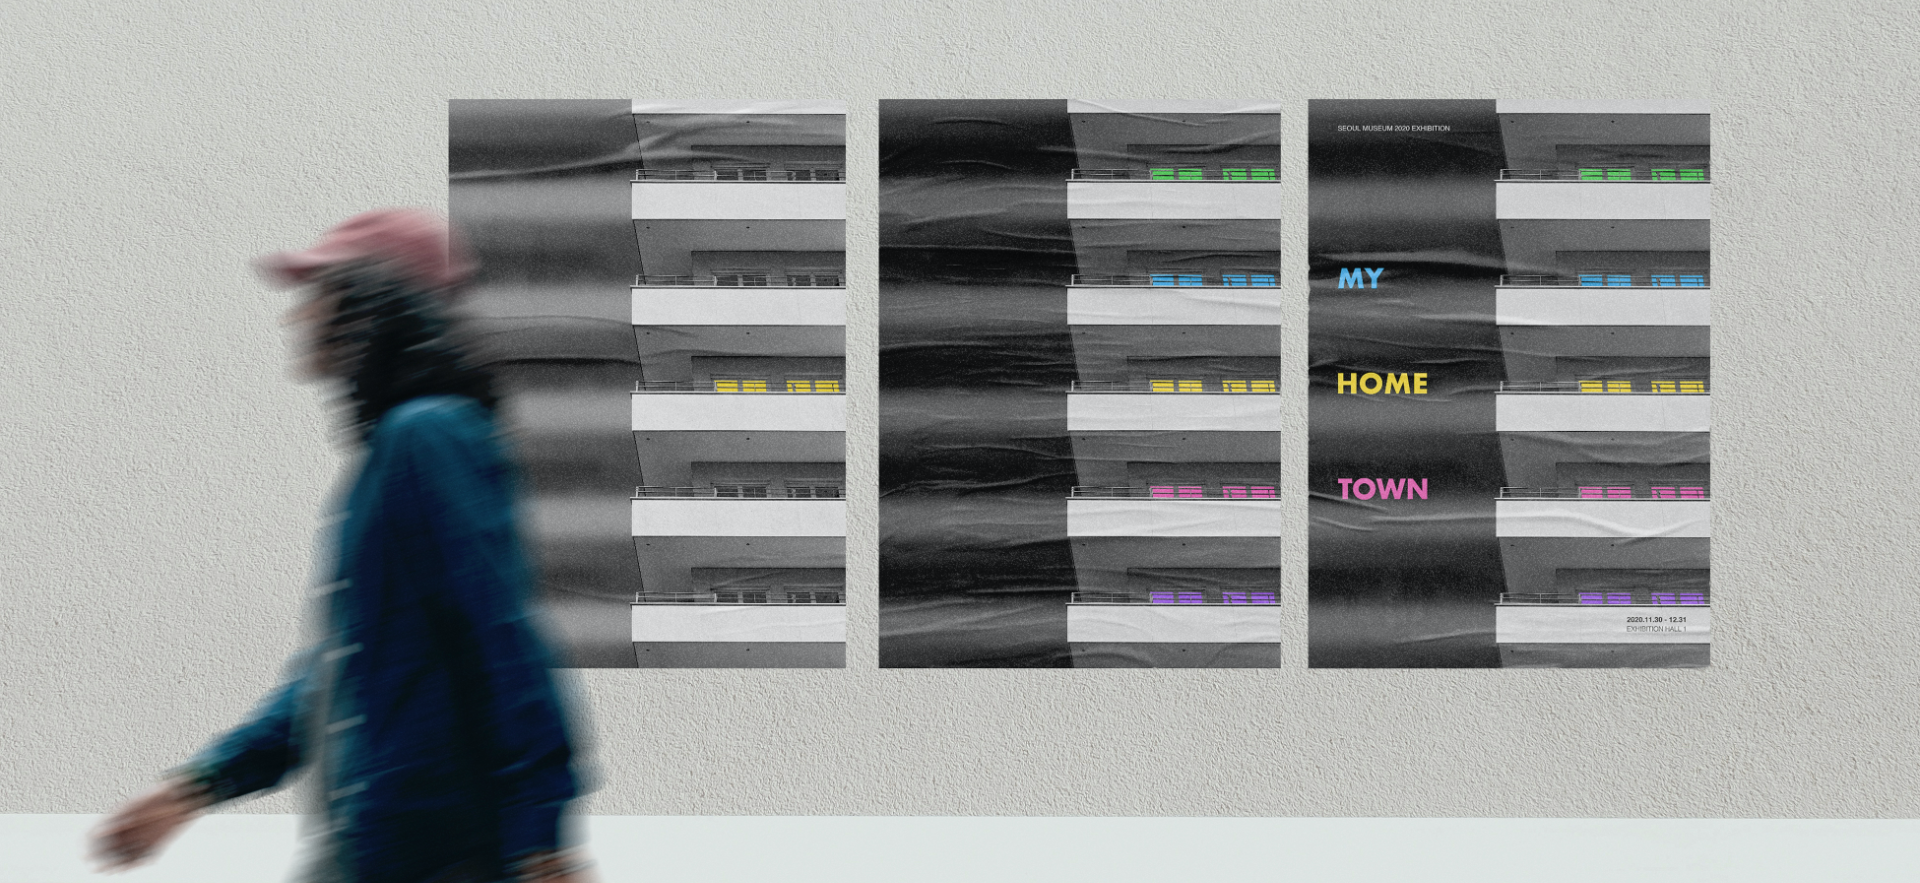 SEOUL MUSEUM 2020 EXHIBITION
MY
HOME
TOWN
2020.11.30 - 12.31
EXHIBITION HALL 1